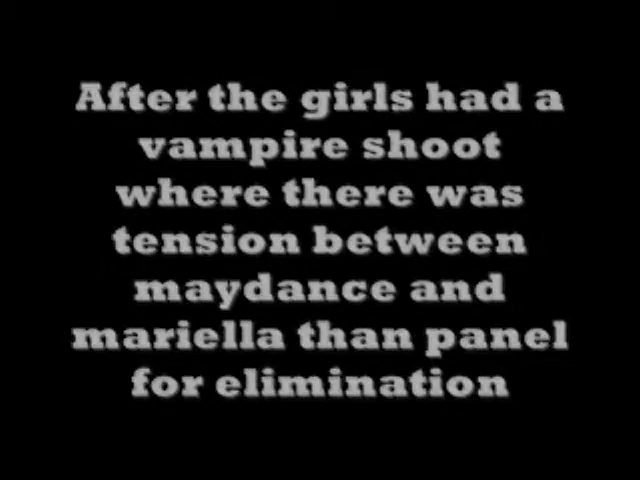 After the girls had a
vampire shoot
where there was
tension between
maydance and
mariella than panel
for elimination